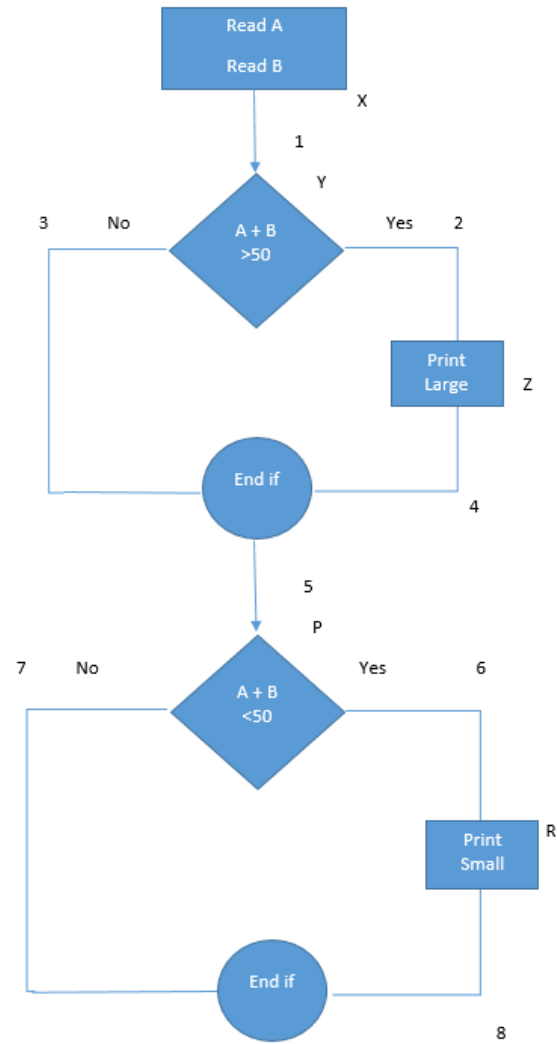 Read A
Read B
X
1
Y
3 No
A + B
>50
Yes 2
Print
Large
Z
End if
4
5
P
7 No
Yes 6
A + B
<50
R
Print
Small
End if
8